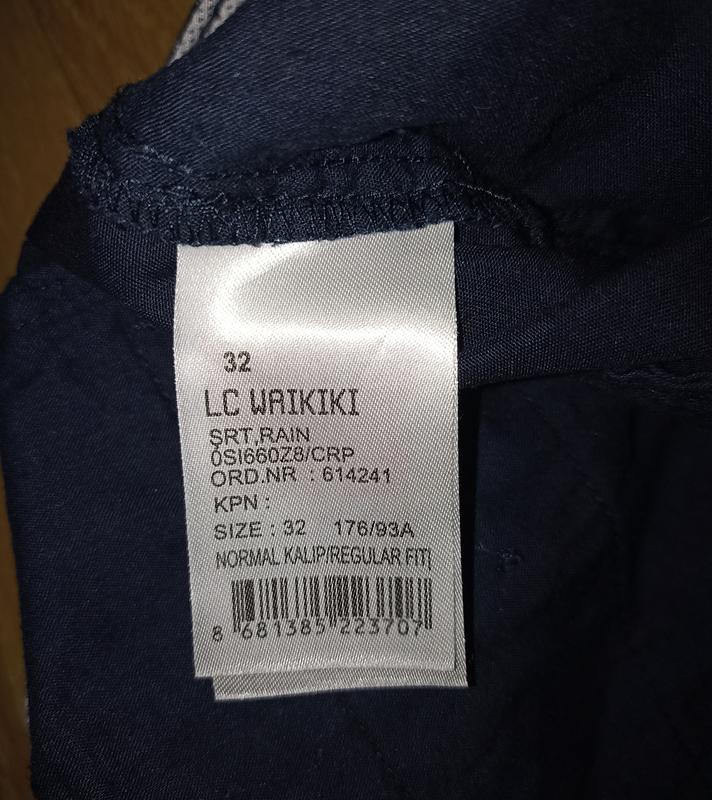 32
LC WAIKIKI
ŞRT,RAIN
0SI660Z8/CRP
ORD.NR : 614241
KPN :
SIZE : 32 176/93A
NORMAL KALIP/REGULAR FIT|
8 681385 223707